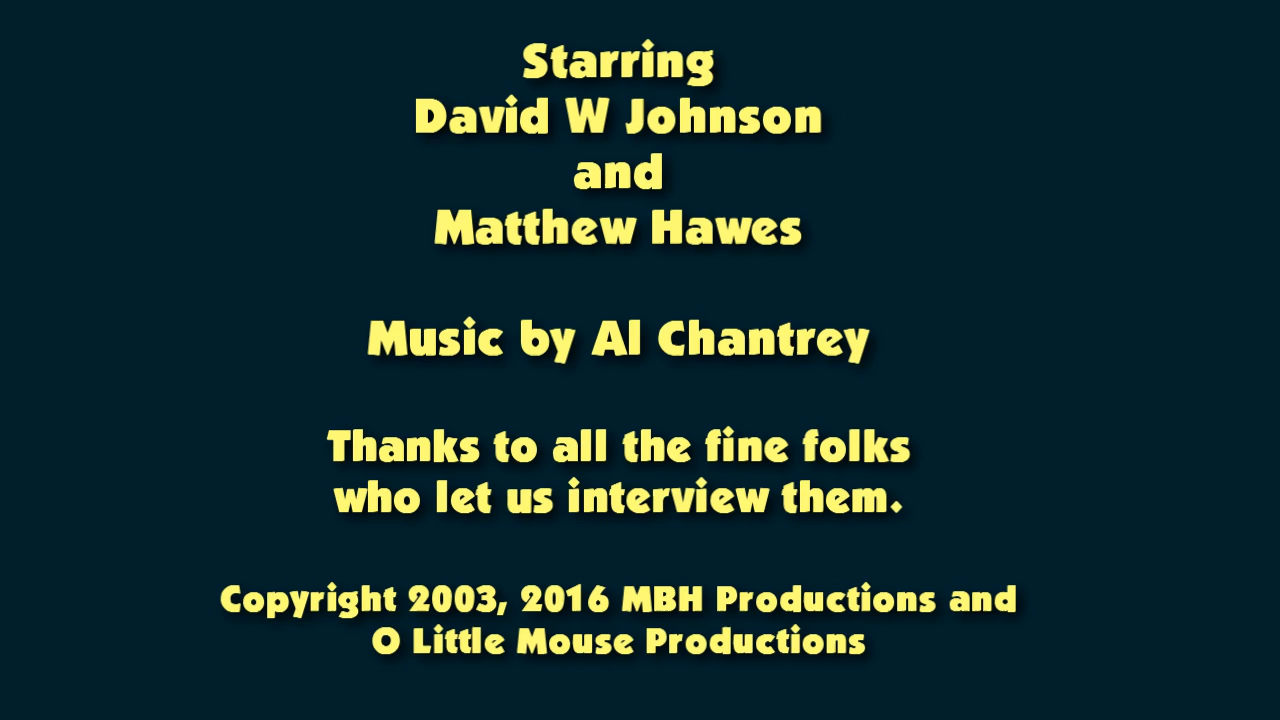 Starring
David W Johnson
and
Matthew Hawes
Music by Al Chantrey
Thanks to all the fine folks
who let us interview them.
Copyright 2003, 2016 MBH Productions and
O Little Mouse Productions